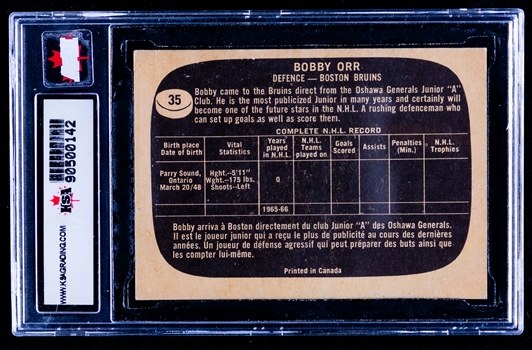 BOBBY ORR
DEFENCE — BOSTON BRUINS
35
Bobby came to the Bruins direct from the Oshawa Generals Junior "A"
Club. He is the most publicized Junior in many years and certainly will
become one of the future stars in the N.H.L. A rushing defenceman who
can set up goals as well as score them.
COMPLETE N.H.L. RECORD
Birth place Date of birth | Vital Statistics | Years played in N.H.L. | N.H.L. Teams played on | Goals Scored | Assists | Penalties (Min.) | N.H.L. Trophies
Parry Sound, Hght.--5'11" 0
Ontario Wght.--175 lbs.
March 20/48 Shoots--Left
1965-66
Bobby arriva à Boston directement du club Junior "A" des Oshawa Generals.
Il est le joueur junior qui a reçu le plus de publicité au cours des dernières
années. Un joueur de défense agressif qui peut préparer des buts ainsi que
les compter lui-même.
Printed in Canada
WWW.KSAGRADING.COM
KSA
90500142